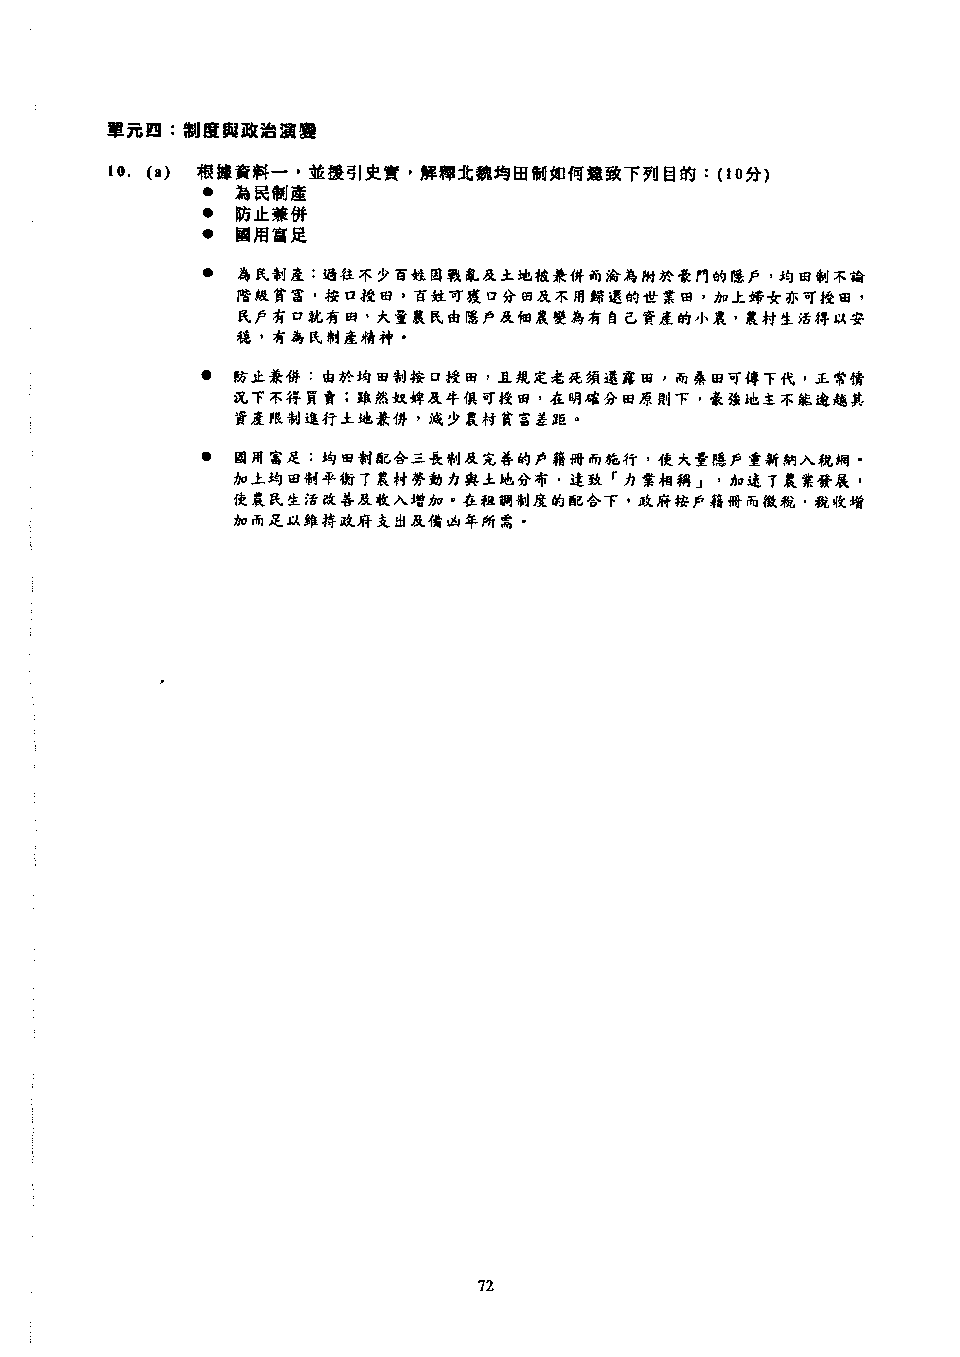 單元四：制度與政治演變
10. (a) 根據資料一，並援引史實，解釋北魏均田制如何達致下列目的：(10分)
● 為民制產
● 防止兼併
● 國用富足
● 為民制產：過往不少百姓因戰亂及土地被兼併而淪為附於豪門的隱戶，均田制不論
階級貧富，按口授田，百姓可獲口分田及不用歸還的世業田，加上婦女亦可授田，
民戶有口就有田，大量農民由隱戶及佃農變為有自己資產的小農，農村生活得以安
穩，有為民制產精神。
● 防止兼併：由於均田制按口授田，且規定老死須還露田，而桑田可傳下代，正常情
況下不得買賣；雖然奴婢及牛俱可授田，在明確分田原則下，豪強地主不能逾越其
資產限制進行土地兼併，減少農村貧富差距。
● 國用富足：均田制配合三長制及完善的戶籍冊而施行，使大量隱戶重新納入稅網。
加上均田制平衡了農村勞動力與土地分布，達致「力業相稱」，加速了農業發展，
使農民生活改善及收入增加。在租調制度的配合下，政府按戶籍冊而徵稅，稅收增
加而足以維持政府支出及備凶年所需。
72